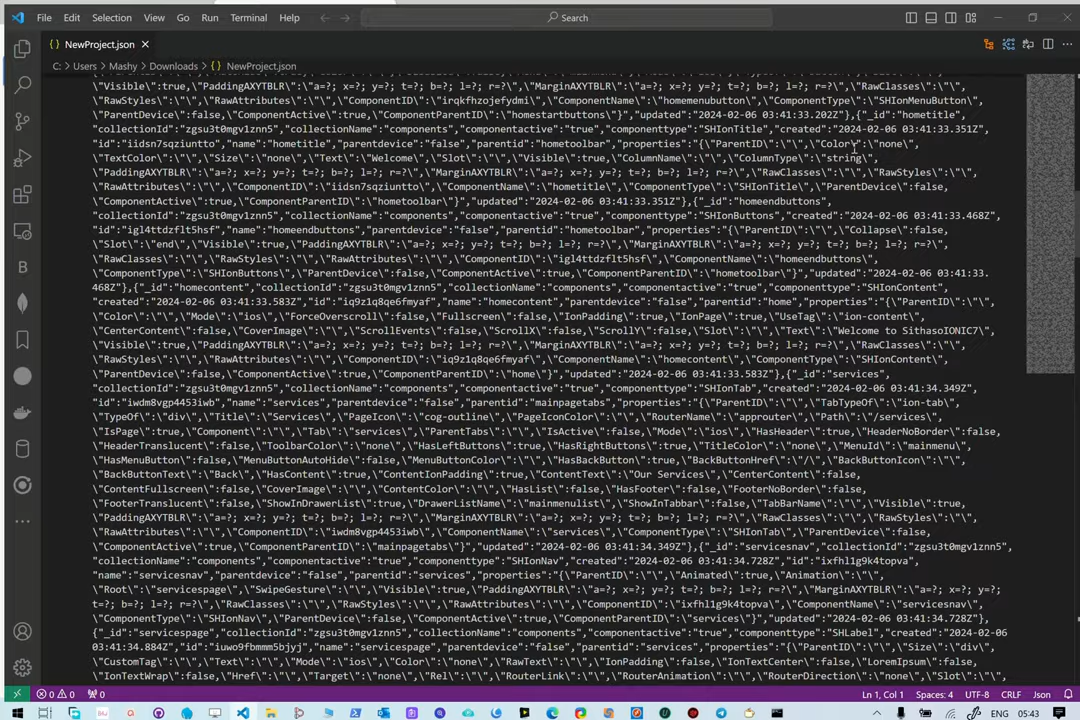 File Edit Selection View Go Run Terminal Help Search
{} NewProject.json
C: > Users > Mashy > Downloads > {} NewProject.json
\"Visible\":true,\"PaddingAXYTBLR\":\"a=?; x=?; y=?; t=?; b=?; l=?; r=?\",\"MarginAXYTBLR\":\"a=?; x=?; y=?; t=?; b=?; l=?; r=?\",\"RawClasses\":\"\",
\"RawStyles\":\"\",\"RawAttributes\":\"\",\"ComponentID\":\"irqkfhzojefydmi\",\"ComponentName\":\"homemenubutton\",\"ComponentType\":\"SHIonMenuButton\",
\"ParentDevice\":false,\"ComponentActive\":true,\"ComponentParentID\":\"homestartbuttons\"}","updated":"2024-02-06 03:41:33.202Z"},{"_id":"hometitle",
"collectionId":"zgsu3t0mgv1znn5","collectionName":"components","componentactive":"true","componenttype":"SHIonTitle","created":"2024-02-06 03:41:33.351Z",
"id":"iidsn7sqziuntto","name":"hometitle","parentdevice":"false","parentid":"hometoolbar","properties":"{\"ParentID\":\"\",\"Color\":\"none\",
\"TextColor\":\"\",\"Size\":\"none\",\"Text\":\"Welcome\",\"Slot\":\"\",\"Visible\":true,\"ColumnName\":\"\",\"ColumnType\":\"string\",
\"PaddingAXYTBLR\":\"a=?; x=?; y=?; t=?; b=?; l=?; r=?\",\"MarginAXYTBLR\":\"a=?; x=?; y=?; t=?; b=?; l=?; r=?\",\"RawClasses\":\"\",\"RawStyles\":\"\",
\"RawAttributes\":\"\",\"ComponentID\":\"iidsn7sqziuntto\",\"ComponentName\":\"hometitle\",\"ComponentType\":\"SHIonTitle\",\"ParentDevice\":false,
\"ComponentActive\":true,\"ComponentParentID\":\"hometoolbar\"}","updated":"2024-02-06 03:41:33.351Z"},{"_id":"homeendbuttons",
"collectionId":"zgsu3t0mgv1znn5","collectionName":"components","componentactive":"true","componenttype":"SHIonButtons","created":"2024-02-06 03:41:33.468Z",
"id":"igl4ttdzflt5hsf","name":"homeendbuttons","parentdevice":"false","parentid":"hometoolbar","properties":"{\"ParentID\":\"\",\"Collapse\":false,
\"Slot\":\"end\",\"Visible\":true,\"PaddingAXYTBLR\":\"a=?; x=?; y=?; t=?; b=?; l=?; r=?\",\"MarginAXYTBLR\":\"a=?; x=?; y=?; t=?; b=?; l=?; r=?\",
\"RawClasses\":\"\",\"RawStyles\":\"\",\"RawAttributes\":\"\",\"ComponentID\":\"igl4ttdzflt5hsf\",\"ComponentName\":\"homeendbuttons\",
\"ComponentType\":\"SHIonButtons\",\"ParentDevice\":false,\"ComponentActive\":true,\"ComponentParentID\":\"hometoolbar\"}","updated":"2024-02-06 03:41:33.
468Z"},{"_id":"homecontent","collectionId":"zgsu3t0mgv1znn5","collectionName":"components","componentactive":"true","componenttype":"SHIonContent",
"created":"2024-02-06 03:41:33.583Z","id":"iq9z1q8qe6fmyaf","name":"homecontent","parentdevice":"false","parentid":"home","properties":"{\"ParentID\":\"\",
\"Color\":\"\",\"Mode\":\"ios\",\"ForceOverscroll\":false,\"Fullscreen\":false,\"IonPadding\":true,\"IonPage\":true,\"UseTag\":\"ion-content\",
\"CenterContent\":false,\"CoverImage\":\"\",\"ScrollEvents\":false,\"ScrollX\":false,\"ScrollY\":false,\"Slot\":\"\",\"Text\":\"Welcome to SithasoIONIC7\",
\"Visible\":true,\"PaddingAXYTBLR\":\"a=?; x=?; y=?; t=?; b=?; l=?; r=?\",\"MarginAXYTBLR\":\"a=?; x=?; y=?; t=?; b=?; l=?; r=?\",\"RawClasses\":\"\",
\"RawStyles\":\"\",\"RawAttributes\":\"\",\"ComponentID\":\"iq9z1q8qe6fmyaf\",\"ComponentName\":\"homecontent\",\"ComponentType\":\"SHIonContent\",
\"ParentDevice\":false,\"ComponentActive\":true,\"ComponentParentID\":\"home\"}","updated":"2024-02-06 03:41:33.583Z"},{"_id":"services",
"collectionId":"zgsu3t0mgv1znn5","collectionName":"components","componentactive":"true","componenttype":"SHIonTab","created":"2024-02-06 03:41:34.349Z",
"id":"iwdm8vgp4453iwb","name":"services","parentdevice":"false","parentid":"mainpagetabs","properties":"{\"ParentID\":\"\",\"TabTypeOf\":\"ion-tab\",
\"TypeOf\":\"div\",\"Title\":\"Services\",\"PageIcon\":\"cog-outline\",\"PageIconColor\":\"\",\"RouterName\":\"approuter\",\"Path\":\"/services\",
\"IsPage\":true,\"Component\":\"\",\"Tab\":\"services\",\"ParentTabs\":\"\",\"IsActive\":false,\"Mode\":\"ios\",\"HasHeader\":true,\"HeaderNoBorder\":false,
\"HeaderTranslucent\":false,\"ToolbarColor\":\"none\",\"HasLeftButtons\":true,\"HasRightButtons\":true,\"TitleColor\":\"none\",\"MenuId\":\"mainmenu\",
\"HasMenuButton\":false,\"MenuButtonAutoHide\":false,\"MenuButtonColor\":\"\",\"HasBackButton\":true,\"BackButtonHref\":\"/\",\"BackButtonIcon\":\"\",
\"BackButtonText\":\"Back\",\"HasContent\":true,\"ContentIonPadding\":true,\"ContentText\":\"Our Services\",\"CenterContent\":false,
\"ContentFullscreen\":false,\"CoverImage\":\"\",\"ContentColor\":\"\",\"HasList\":false,\"HasFooter\":false,\"FooterNoBorder\":false,
\"FooterTranslucent\":false,\"ShowInDrawerList\":true,\"DrawerListName\":\"mainmenulist\",\"ShowInTabbar\":false,\"TabBarName\":\"\",\"Visible\":true,
\"PaddingAXYTBLR\":\"a=?; x=?; y=?; t=?; b=?; l=?; r=?\",\"MarginAXYTBLR\":\"a=?; x=?; y=?; t=?; b=?; l=?; r=?\",\"RawClasses\":\"\",\"RawStyles\":\"\",
\"RawAttributes\":\"\",\"ComponentID\":\"iwdm8vgp4453iwb\",\"ComponentName\":\"services\",\"ComponentType\":\"SHIonTab\",\"ParentDevice\":false,
\"ComponentActive\":true,\"ComponentParentID\":\"mainpagetabs\"}","updated":"2024-02-06 03:41:34.349Z"},{"_id":"servicesnav","collectionId":"zgsu3t0mgv1znn5",
"collectionName":"components","componentactive":"true","componenttype":"SHIonNav","created":"2024-02-06 03:41:34.728Z","id":"ixfhl1g9k4topva",
"name":"servicesnav","parentdevice":"false","parentid":"services","properties":"{\"ParentID\":\"\",\"Animated\":true,\"Animation\":\"\",
\"Root\":\"servicespage\",\"SwipeGesture\":\"\",\"Visible\":true,\"PaddingAXYTBLR\":\"a=?; x=?; y=?; t=?; b=?; l=?; r=?\",\"MarginAXYTBLR\":\"a=?; x=?; y=?;
t=?; b=?; l=?; r=?\",\"RawClasses\":\"\",\"RawStyles\":\"\",\"RawAttributes\":\"\",\"ComponentID\":\"ixfhl1g9k4topva\",\"ComponentName\":\"servicesnav\",
\"ComponentType\":\"SHIonNav\",\"ParentDevice\":false,\"ComponentActive\":true,\"ComponentParentID\":\"services\"}","updated":"2024-02-06 03:41:34.728Z"},
{"_id":"servicespage","collectionId":"zgsu3t0mgv1znn5","collectionName":"components","componentactive":"true","componenttype":"SHLabel","created":"2024-02-06
03:41:34.884Z","id":"iuwo9fbmmm5bjyj","name":"servicespage","parentdevice":"false","parentid":"services","properties":"{\"ParentID\":\"\",\"Size\":\"div\",
\"CustomTag\":\"\",\"Text\":\"\",\"Mode\":\"ios\",\"Color\":\"none\",\"RawText\":\"\",\"IonPadding\":false,\"IonTextCenter\":false,\"LoremIpsum\":false,
\"IonTextWrap\":false,\"Href\":\"\",\"Target\":\"none\",\"Rel\":\"\",\"RouterLink\":\"\",\"RouterAnimation\":\"\",\"RouterDirection\":\"none\",\"Slot\":\"\",
0 0 0 Ln 1, Col 1 Spaces: 4 UTF-8 CRLF Json
ENG 05:43